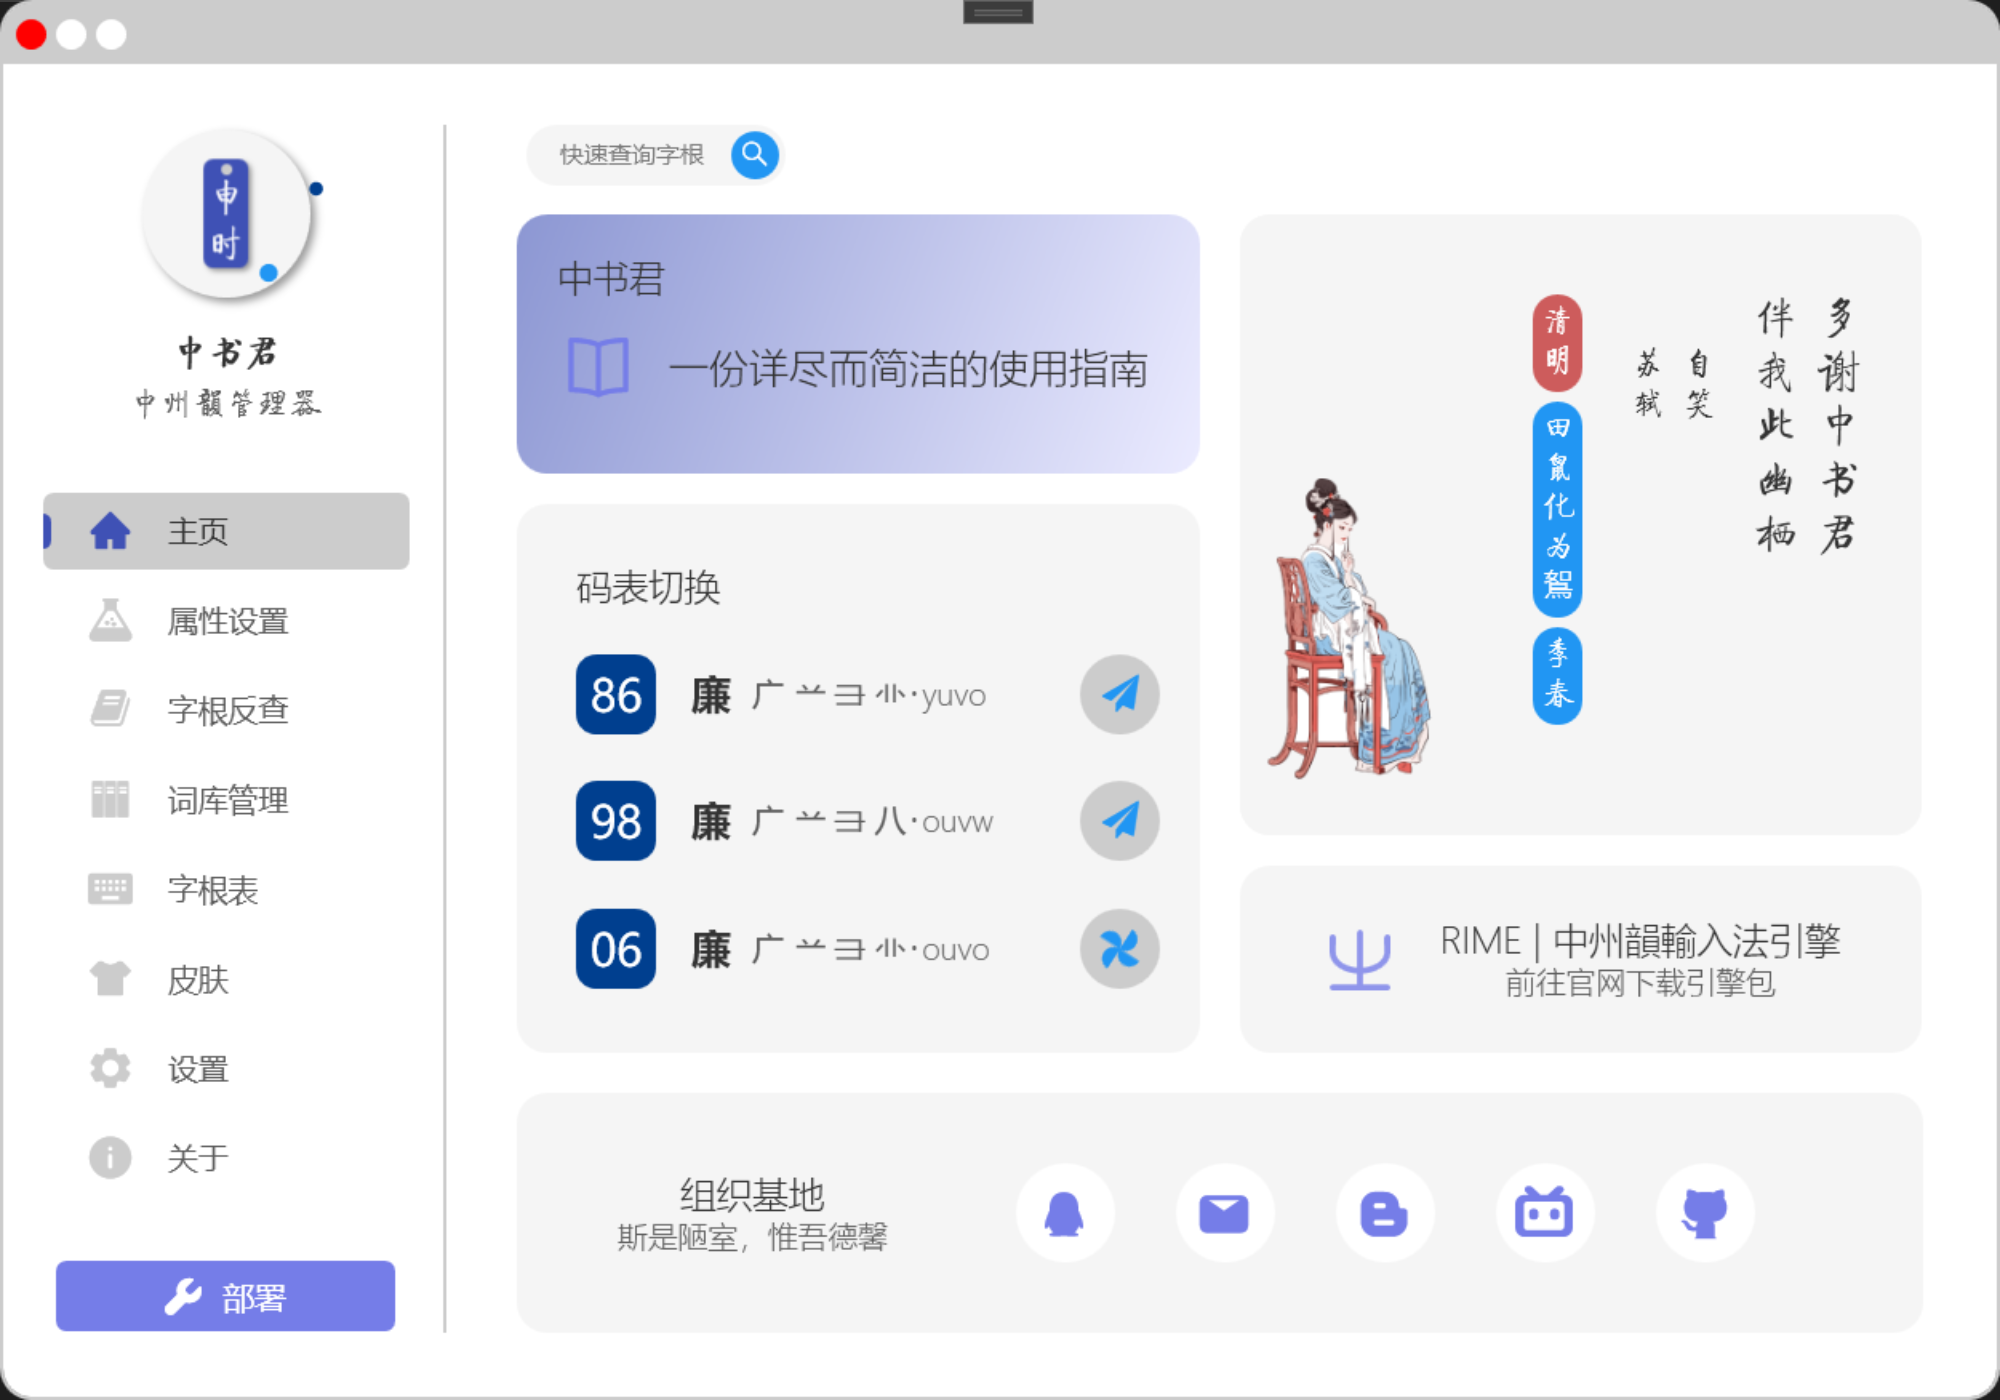 申时
中书君
中州韻管理器
主页
属性设置
字根反查
词库管理
字根表
皮肤
设置
关于
部署
快速查询字根
中书君
一份详尽而简洁的使用指南
码表切换
86 廉 广 䒑 彐 ⺌·yuvo
98 廉 广 䒑 彐 八·ouvw
06 廉 广 䒑 彐 ⺌·ouvo
多谢中书君
伴我此幽栖
自笑
苏轼
清明
田鼠化为鴽
季春
RIME | 中州韻輸入法引擎
前往官网下载引擎包
组织基地
斯是陋室，惟吾德馨